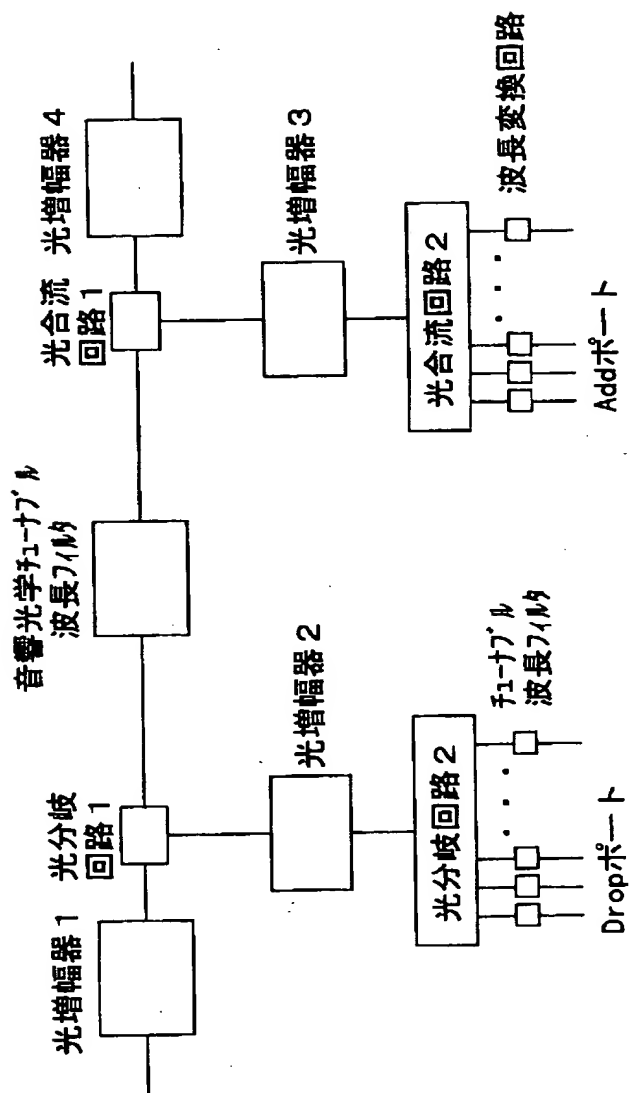 光増幅器1
光分岐
回路1
音響光学チューナブル
波長フィルタ
光合流
回路1
光増幅器4
光増幅器2
光増幅器3
光分岐回路2
チューナブル
波長フィルタ
Dropポート
光合流回路2
波長変換回路
Addポート